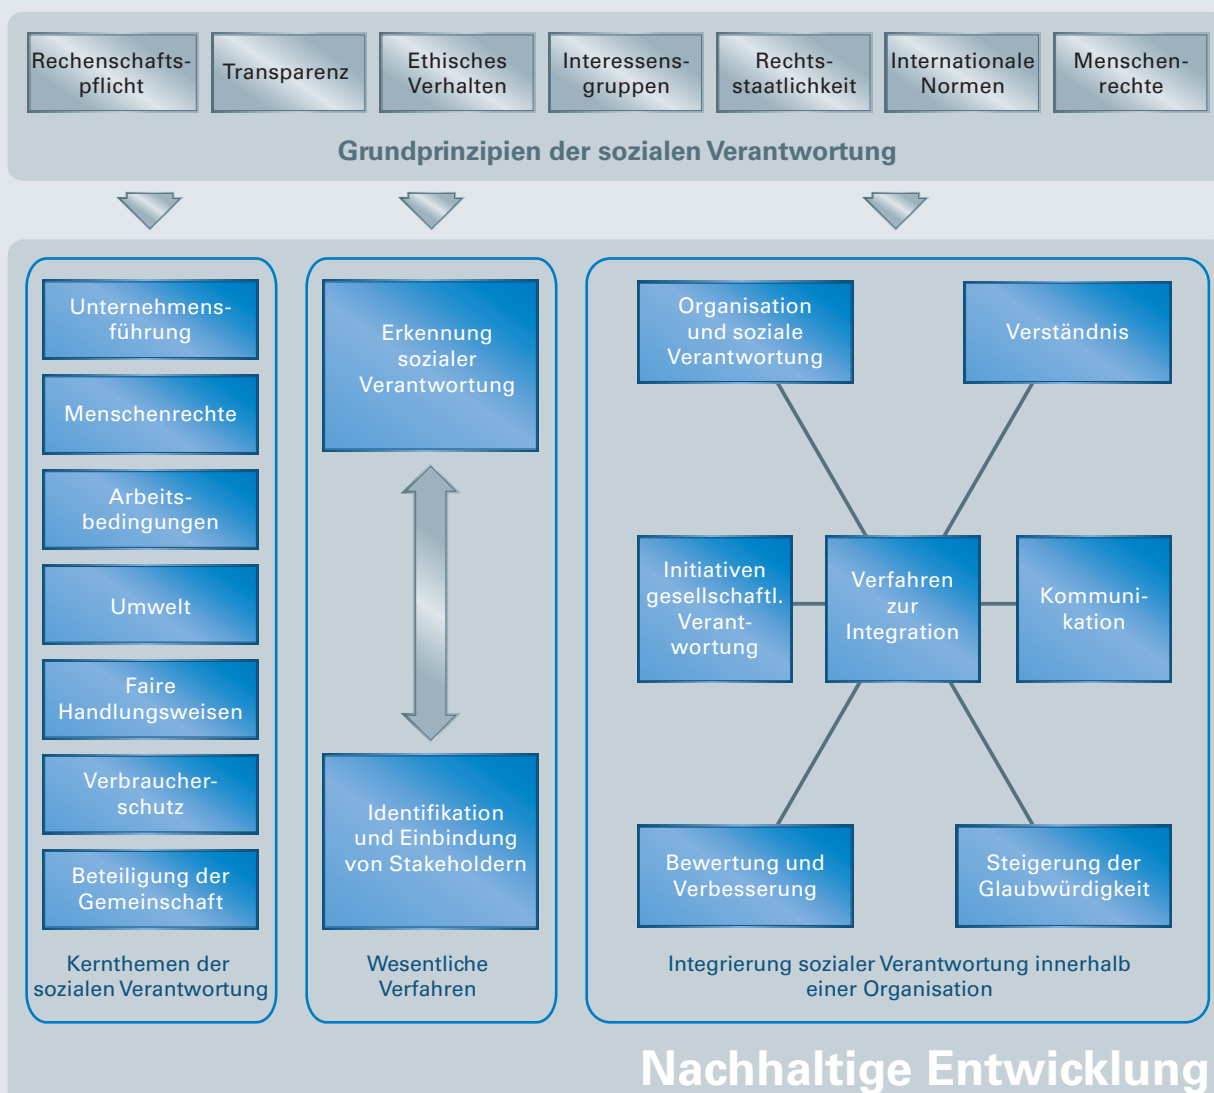 Rechenschafts-
pflicht
Transparenz
Ethisches
Verhalten
Interessens-
gruppen
Rechts-
staatlichkeit
Internationale
Normen
Menschen-
rechte
Grundprinzipien der sozialen Verantwortung
Unternehmens-
führung
Menschenrechte
Arbeits-
bedingungen
Umwelt
Faire
Handlungsweisen
Verbraucher-
schutz
Beteiligung der
Gemeinschaft
Kernthemen der
sozialen Verantwortung
Erkennung
sozialer
Verantwortung
Identifikation
und Einbindung
von Stakeholdern
Wesentliche
Verfahren
Organisation
und soziale
Verantwortung
Verständnis
Initiativen
gesellschaftl.
Verant-
wortung
Verfahren
zur
Integration
Kommuni-
kation
Bewertung und
Verbesserung
Steigerung der
Glaubwürdigkeit
Integrierung sozialer Verantwortung innerhalb
einer Organisation
Nachhaltige Entwicklung